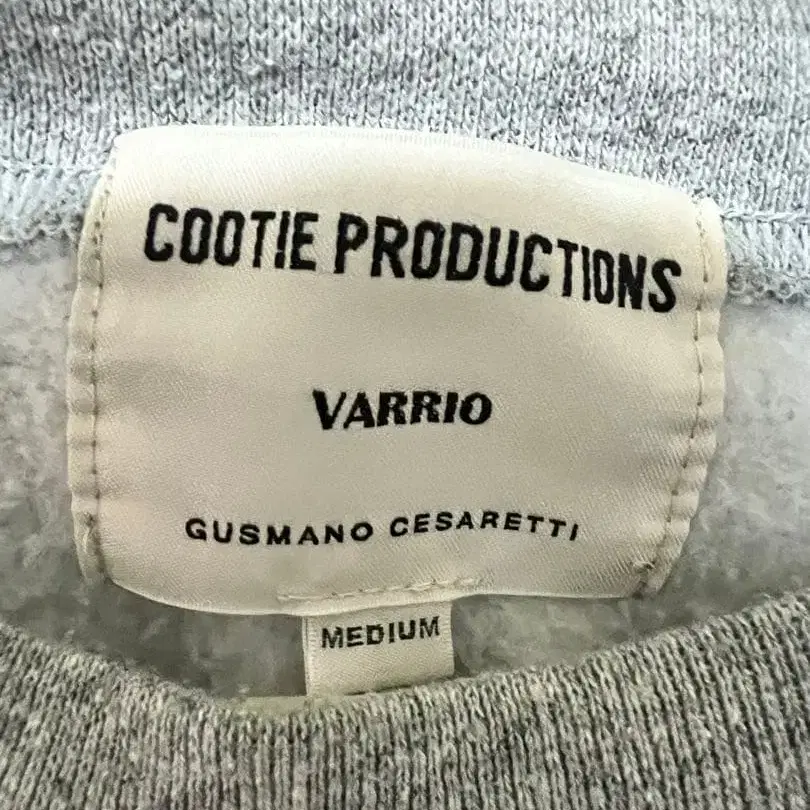 COOTIE PRODUCTIONS
VARRIO
GUSMANO CESARETTI
MEDIUM